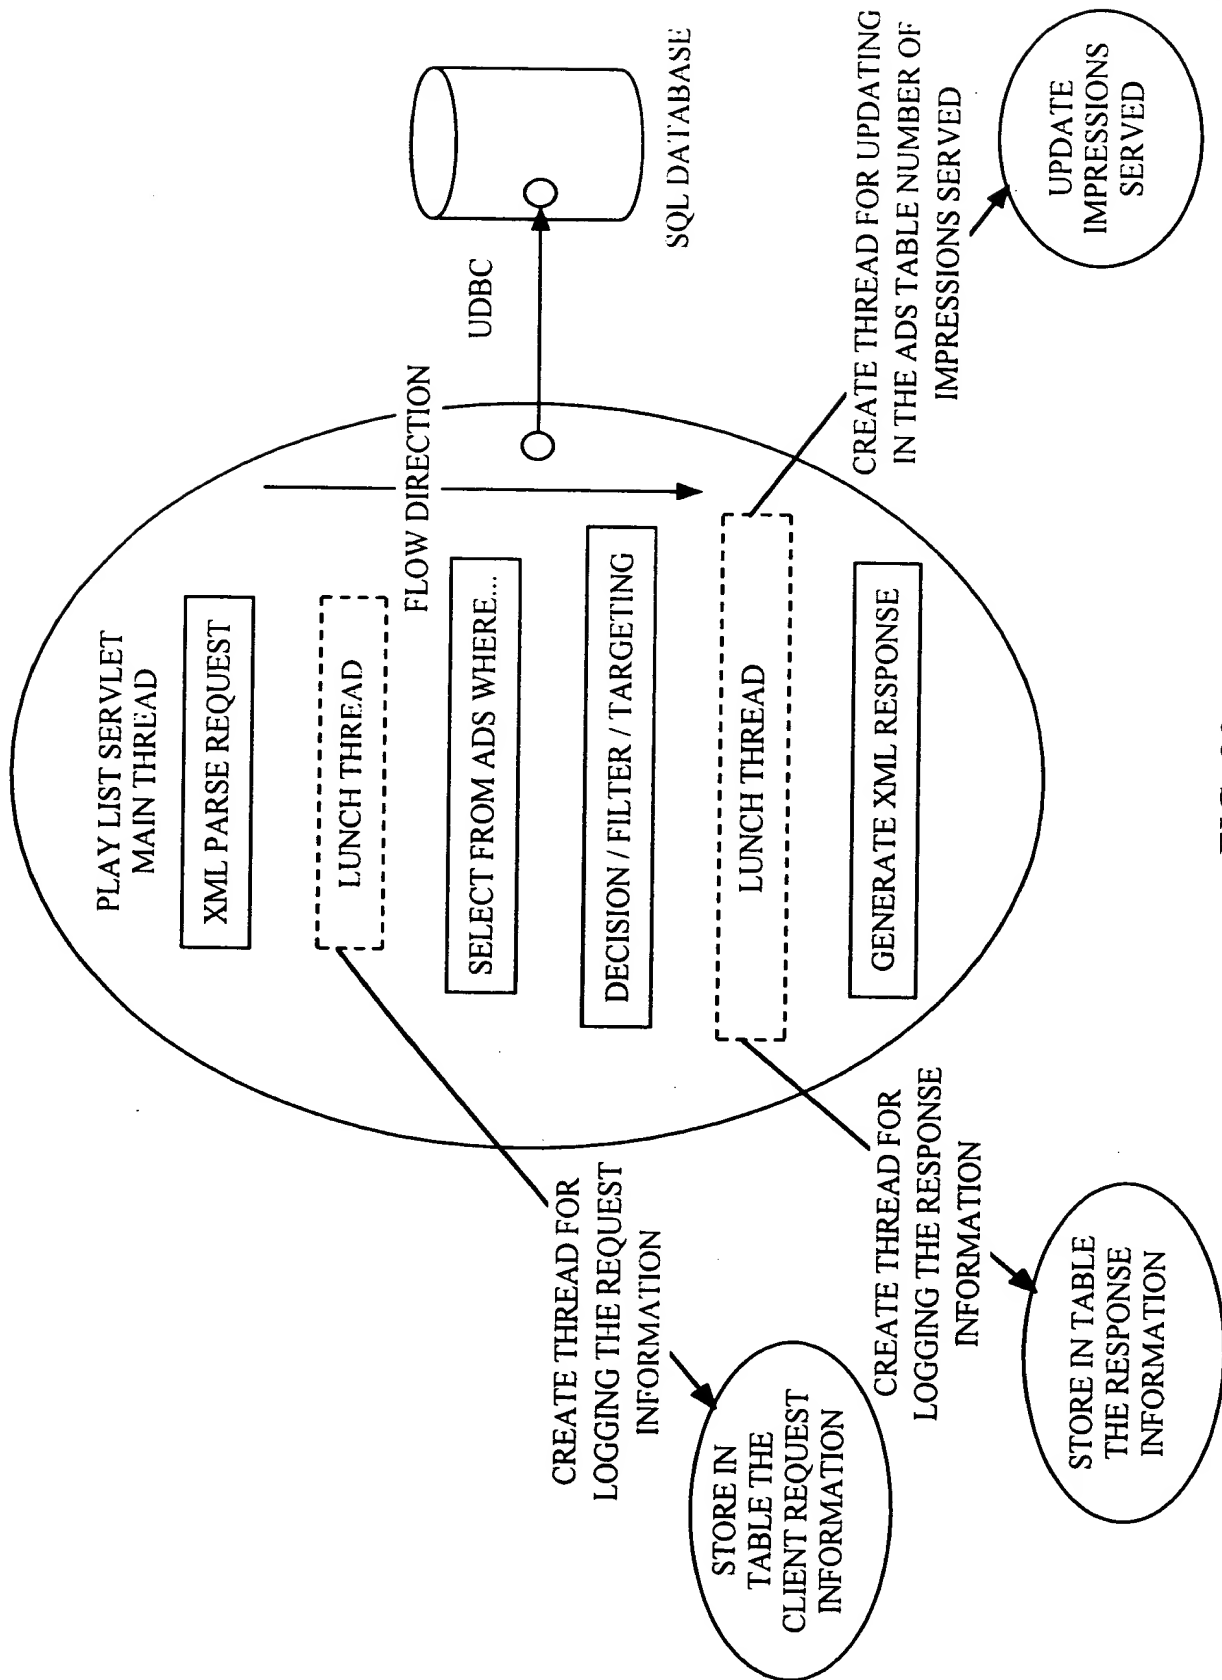 PLAY LIST SERVLET
MAIN THREAD
XML PARSE REQUEST
LUNCH THREAD
SELECT FROM ADS WHERE...
DECISION / FILTER / TARGETING
LUNCH THREAD
GENERATE XML RESPONSE
FLOW DIRECTION
UDBC
SQL DATABASE
CREATE THREAD FOR
LOGGING THE REQUEST
INFORMATION
STORE IN
TABLE THE
CLIENT REQUEST
INFORMATION
CREATE THREAD FOR
LOGGING THE RESPONSE
INFORMATION
STORE IN TABLE
THE RESPONSE
INFORMATION
CREATE THREAD FOR UPDATING
IN THE ADS TABLE NUMBER OF
IMPRESSIONS SERVED
UPDATE
IMPRESSIONS
SERVED